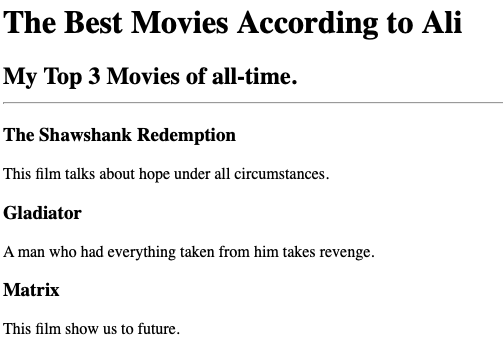 The Best Movies According to Ali
My Top 3 Movies of all-time.
The Shawshank Redemption
This film talks about hope under all circumstances.
Gladiator
A man who had everything taken from him takes revenge.
Matrix
This film show us to future.